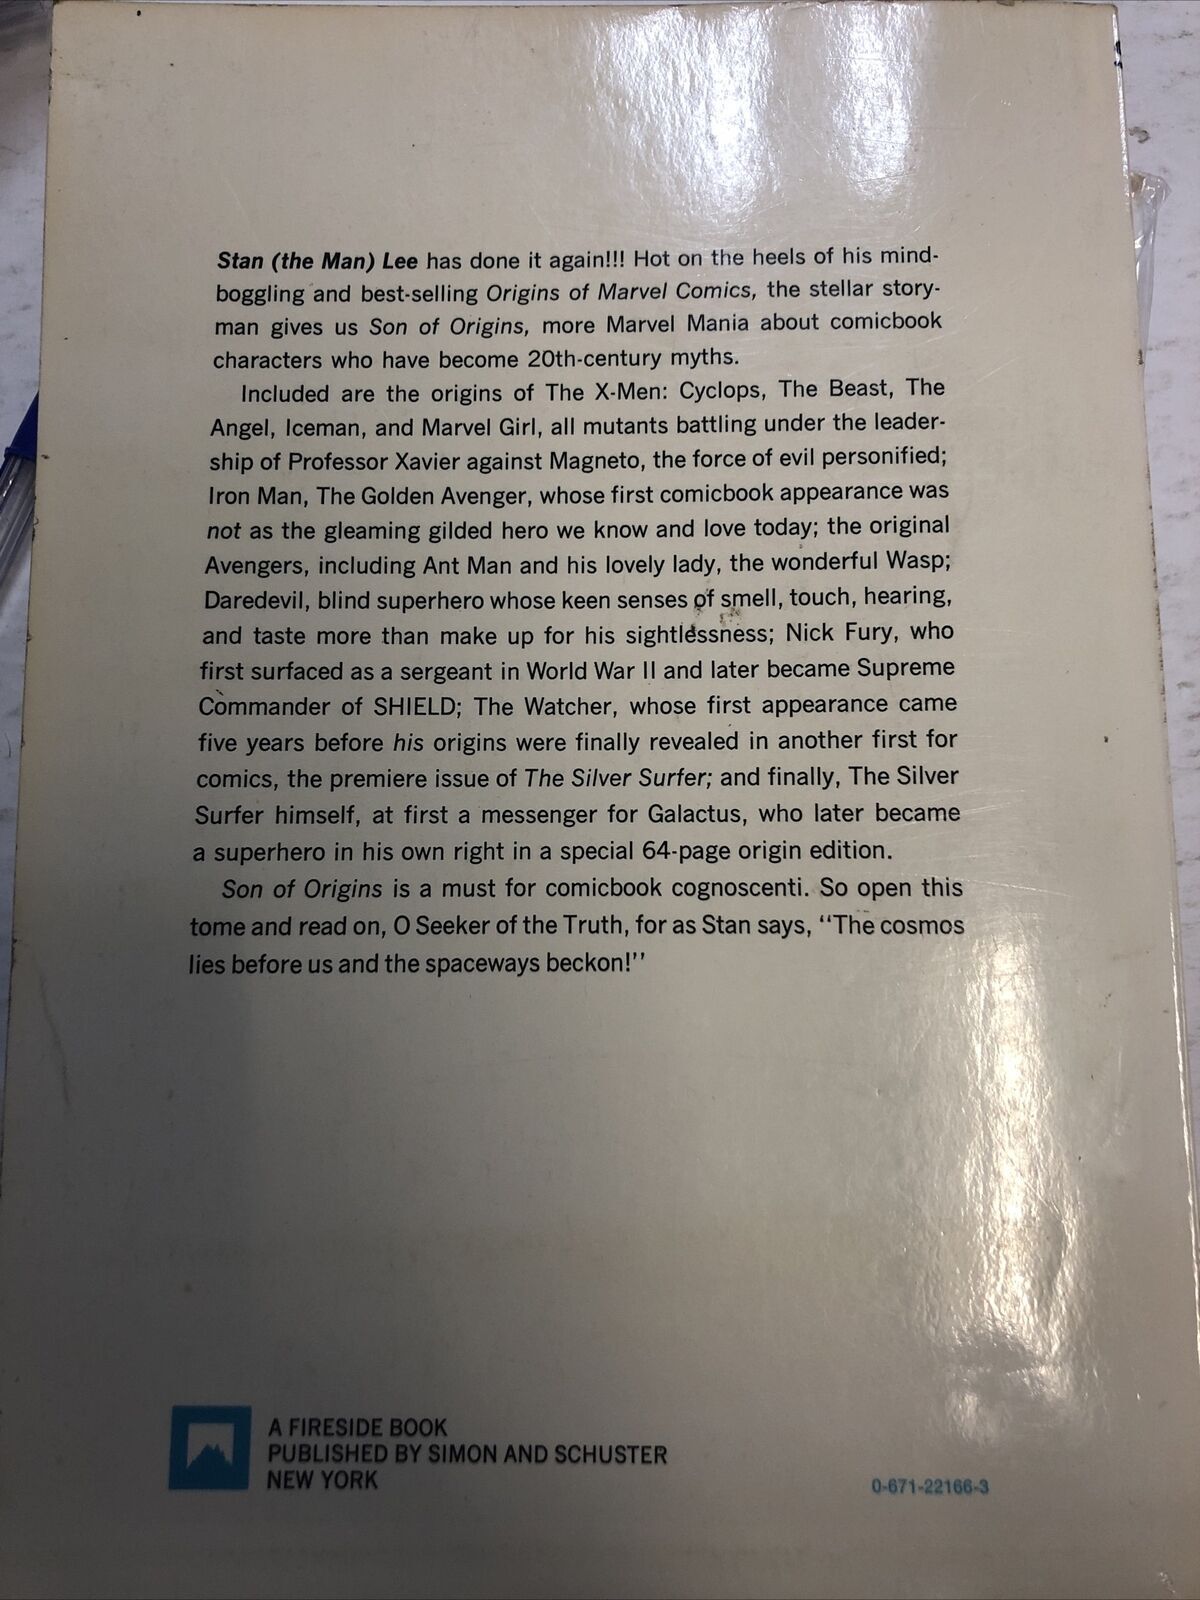 Stan (the Man) Lee has done it again!!! Hot on the heels of his mind-
boggling and best-selling Origins of Marvel Comics, the stellar story-
man gives us Son of Origins, more Marvel Mania about comicbook
characters who have become 20th-century myths.
Included are the origins of The X-Men: Cyclops, The Beast, The
Angel, Iceman, and Marvel Girl, all mutants battling under the leader-
ship of Professor Xavier against Magneto, the force of evil personified;
Iron Man, The Golden Avenger, whose first comicbook appearance was
not as the gleaming gilded hero we know and love today; the original
Avengers, including Ant Man and his lovely lady, the wonderful Wasp;
Daredevil, blind superhero whose keen senses of smell, touch, hearing,
and taste more than make up for his sightlessness; Nick Fury, who
first surfaced as a sergeant in World War II and later became Supreme
Commander of SHIELD; The Watcher, whose first appearance came
five years before his origins were finally revealed in another first for
comics, the premiere issue of The Silver Surfer; and finally, The Silver
Surfer himself, at first a messenger for Galactus, who later became
a superhero in his own right in a special 64-page origin edition.
Son of Origins is a must for comicbook cognoscenti. So open this
tome and read on, O Seeker of the Truth, for as Stan says, "The cosmos
lies before us and the spaceways beckon!"
A FIRESIDE BOOK
PUBLISHED BY SIMON AND SCHUSTER
NEW YORK
0-671-22166-3